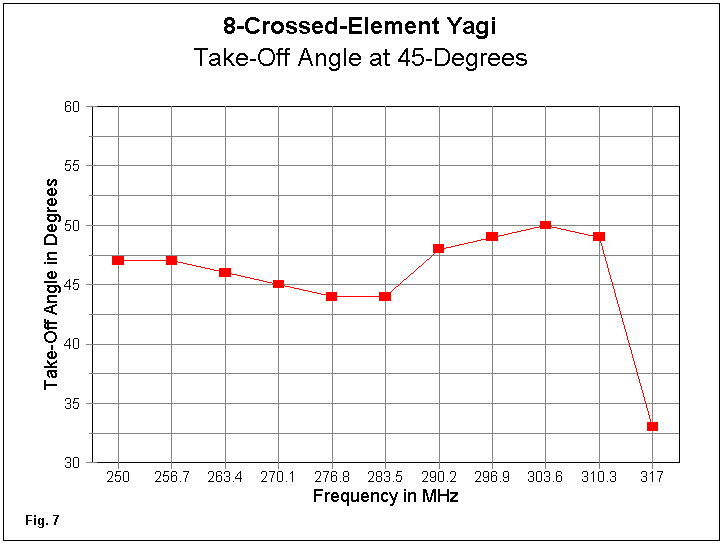 8-Crossed-Element Yagi
Take-Off Angle at 45-Degrees
Take-Off Angle in Degrees
60
55
50
45
40
35
30
250 256.7 263.4 270.1 276.8 283.5 290.2 296.9 303.6 310.3 317
Frequency in MHz
Fig. 7